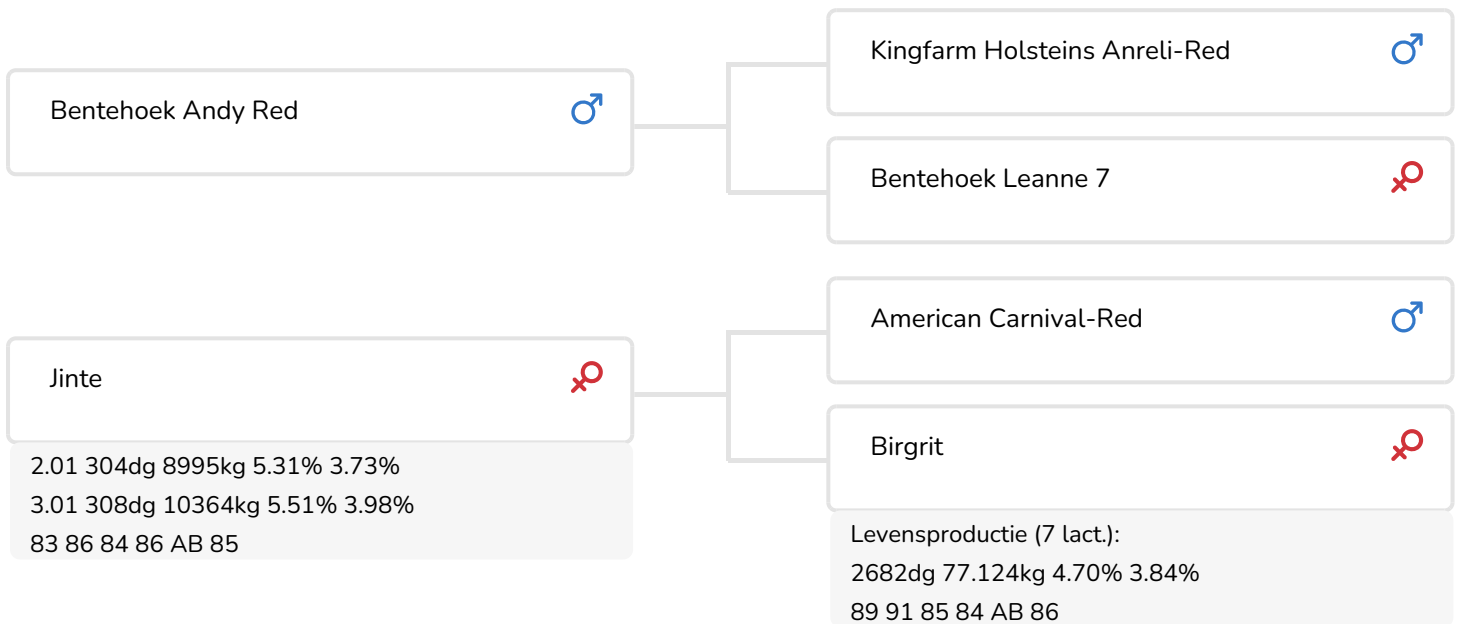 Bentehoek Andy Red
Kingfarm Holsteins Anreli-Red
Bentehoek Leanne 7
Jinte
2.01 304dg 8995kg 5.31% 3.73%
3.01 308dg 10364kg 5.51% 3.98%
83 86 84 86 AB 85
American Carnival-Red
Birgrit
Levensproductie (7 lact.):
2682dg 77.124kg 4.70% 3.84%
89 91 85 84 AB 86